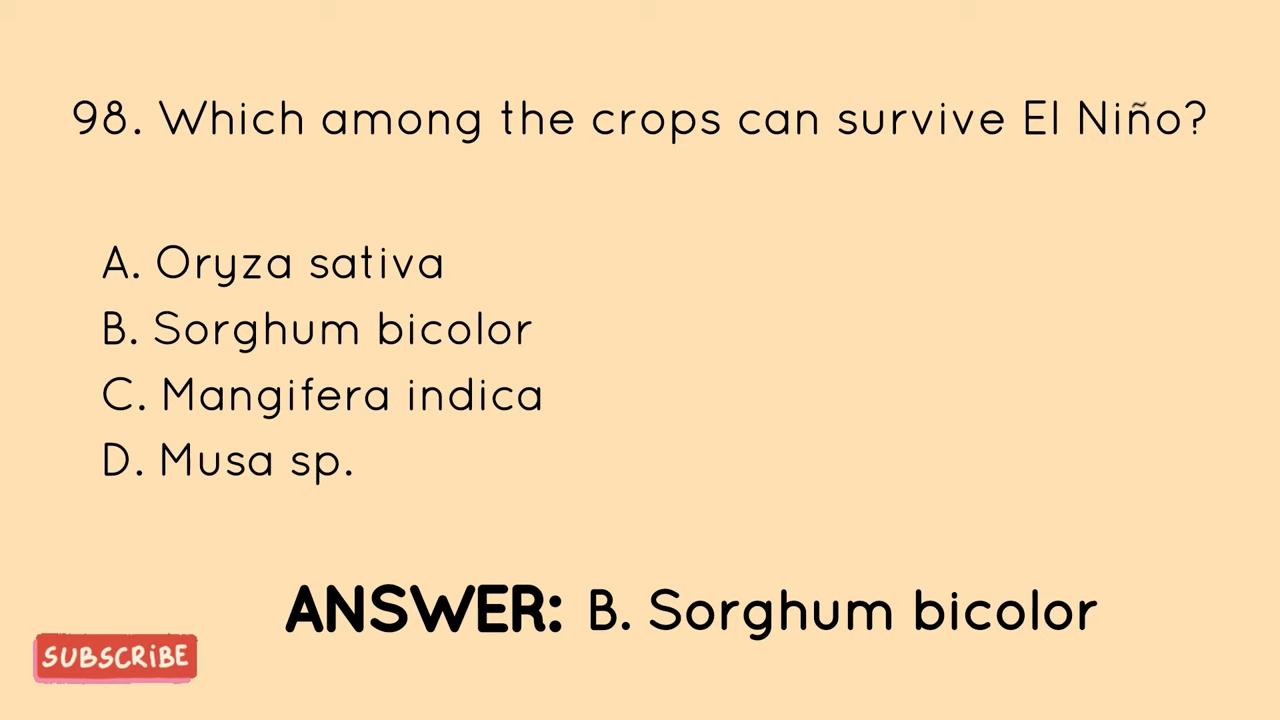 98. Which among the crops can survive El Niño?
A. Oryza sativa
B. Sorghum bicolor
C. Mangifera indica
D. Musa sp.
ANSWER: B. Sorghum bicolor
SUBSCRiBE